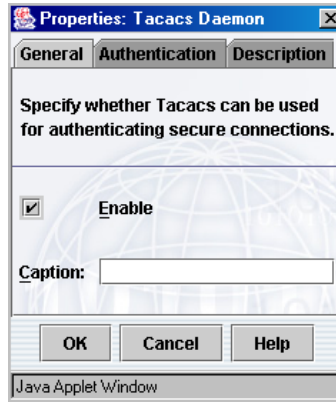 Properties: Tacacs Daemon
General Authentication Description
Specify whether Tacacs can be used
for authenticating secure connections.
Enable
Caption:
OK Cancel Help
Java Applet Window